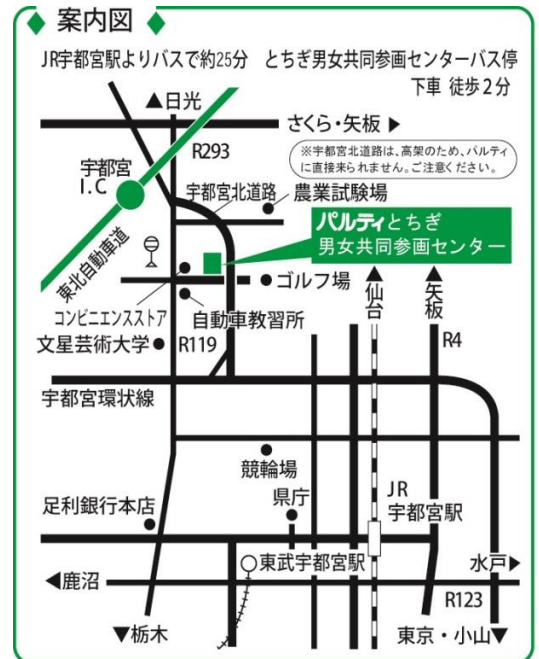 ◆ 案内図 ◆
JR宇都宮駅よりバスで約25分 とちぎ男女共同参画センターバス停
下車 徒歩2分
▲日光
さくら・矢板▶
R293
※宇都宮北道路は、高架のため、パルティ
に直接来られません。ご注意ください。
宇都宮
I.C
宇都宮北道路
農業試験場
パルティとちぎ
男女共同参画センター
東北自動車道
ゴルフ場
▲仙台
▲矢板
コンビニエンスストア
自動車教習所
文星芸術大学
R119
R4
宇都宮環状線
競輪場
足利銀行本店
県庁
JR
宇都宮駅
東武宇都宮駅
水戸▶
◀鹿沼
R123
▼栃木
東京・小山▼